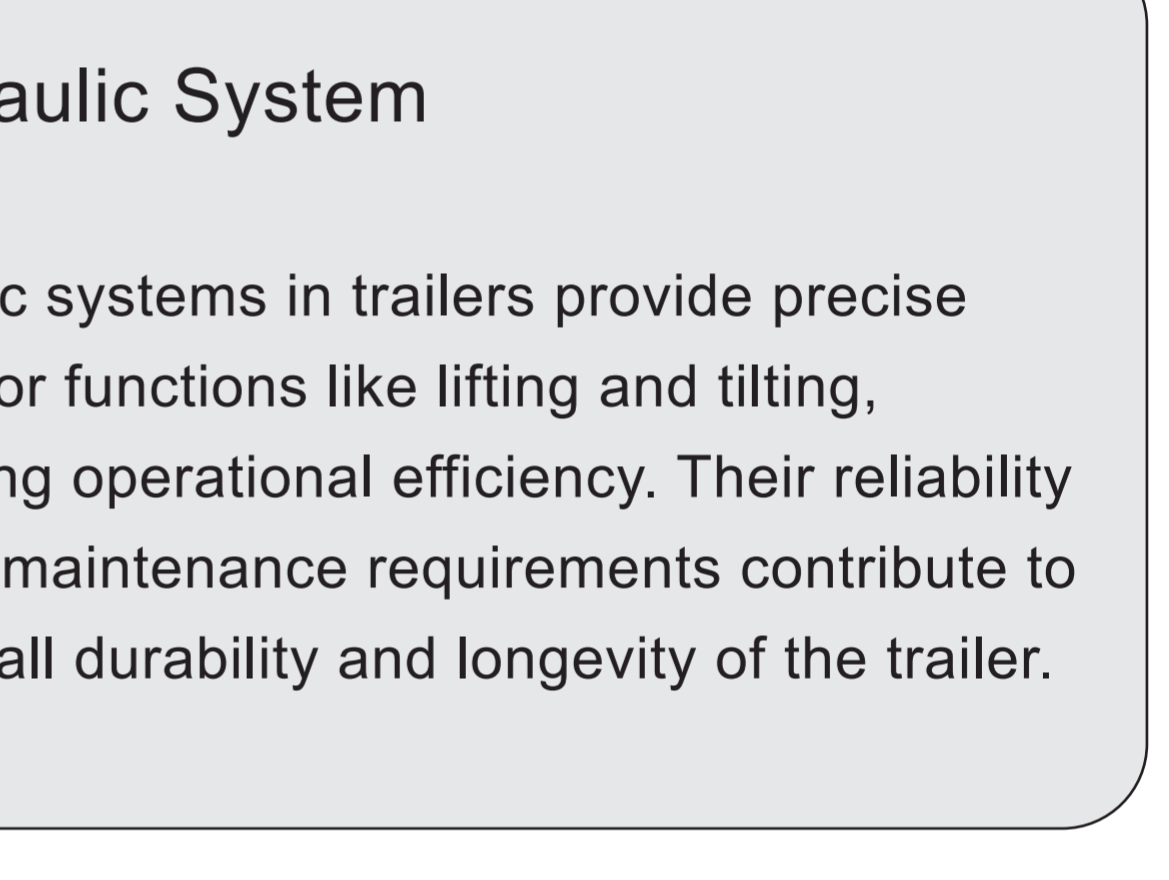 aulic System
c systems in trailers provide precise
or functions like lifting and tilting,
ng operational efficiency. Their reliability
maintenance requirements contribute to
all durability and longevity of the trailer.